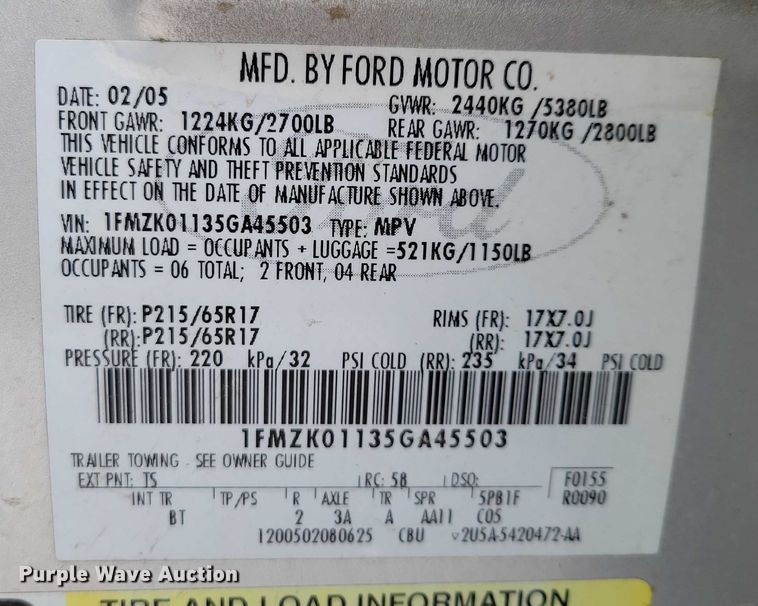 MFD. BY FORD MOTOR CO.
DATE: 02/05 GVWR: 2440KG /5380LB
FRONT GAWR: 1224KG/2700LB REAR GAWR: 1270KG /2800LB
THIS VEHICLE CONFORMS TO ALL APPLICABLE FEDERAL MOTOR
VEHICLE SAFETY AND THEFT PREVENTION STANDARDS
IN EFFECT ON THE DATE OF MANUFACTURE SHOWN ABOVE.
VIN: 1FMZK01135GA45503 TYPE: MPV
MAXIMUM LOAD = OCCUPANTS + LUGGAGE =521KG/1150LB
OCCUPANTS = 06 TOTAL; 2 FRONT, 04 REAR
TIRE (FR): P215/65R17 RIMS (FR): 17X7.0J
(RR): P215/65R17 (RR): 17X7.0J
PRESSURE (FR): 220 kPa/32 PSI COLD (RR): 235 kPa/34 PSI COLD
1FMZK01135GA45503
TRAILER TOWING - SEE OWNER GUIDE
EXT PNT: TS RC: 58 DSO: F0155
INT TR TP/PS R AXLE TR SPR 5P81F R0090
BT 2 3A A AA11 C05
1200502080625 CBU v2U5A-5420472-AA
Purple Wave Auction
TIRE AND LOAD INFORMATION